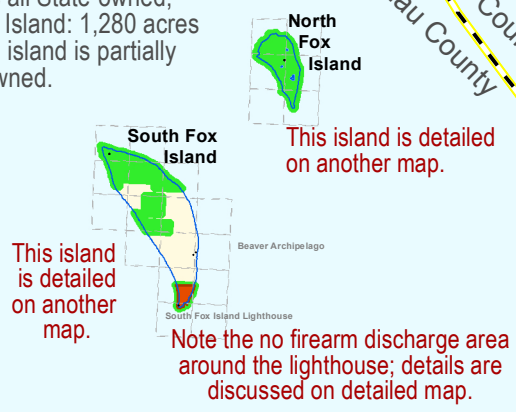 all State-owned,
Island: 1,280 acres
island is partially
wned.
North
Fox
Island
County
This island is detailed
on another map.
South Fox
Island
Beaver Archipelago
This island
is detailed
on another
map.
South Fox Island Lighthouse
Note the no firearm discharge area
around the lighthouse; details are
discussed on detailed map.